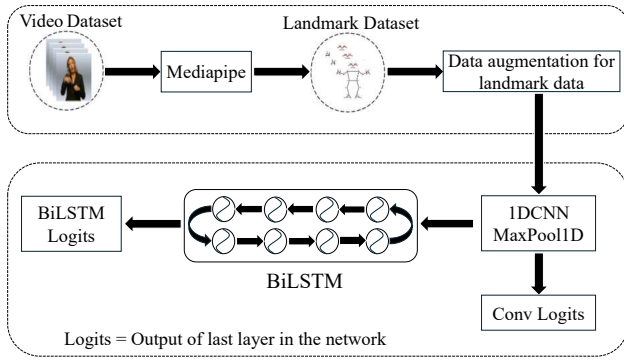 Video Dataset
Landmark Dataset
Mediapipe
Data augmentation for
landmark data
BiLSTM
Logits
BiLSTM
1DCNN
MaxPool1D
Conv Logits
Logits = Output of last layer in the network